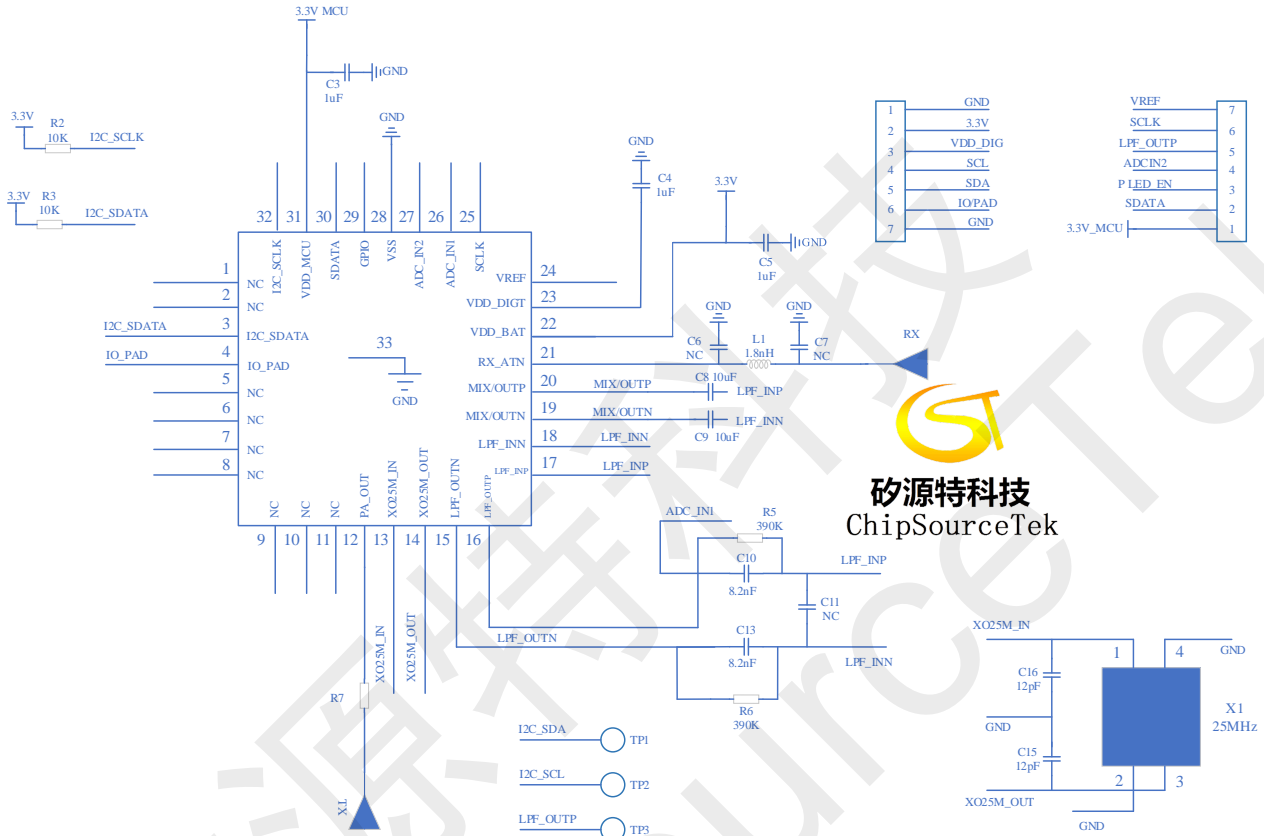 3.3V MCU
C3
1uF
GND
3.3V
R2
10K
I2C_SCLK
3.3V
R3
10K
I2C_SDATA
GND
GND
C4
1uF
3.3V
C5
1uF
GND
1
2
3
4
5
6
7
GND
3.3V
VDD_DIG
SCL
SDA
IO/PAD
GND
VREF
SCLK
LPF_OUTP
ADCIN2
P LED_EN
SDATA
3.3V_MCU
7
6
5
4
3
2
1
32
31
30
29
28
27
26
25
I2C_SCLK
VDD_MCU
SDATA
GPIO
VSS
ADC_IN2
ADC_IN1
SCLK
1
NC
2
NC
I2C_SDATA
3
I2C_SDATA
IO_PAD
4
IO_PAD
5
NC
6
NC
7
NC
8
NC
33
GND
VREF
24
VDD_DIGT
23
VDD_BAT
22
RX_ATN
21
MIX/OUTP
20
MIX/OUTN
19
LPF_INN
18
LPF_INP
17
GND
C6
NC
L1
1.8nH
GND
C7
NC
RX
MIX/OUTP
C8 10uF
LPF_INP
MIX/OUTN
C9 10uF
LPF_INN
LPF_INN
LPF_INP
NC
NC
NC
PA_OUT
XO25M_IN
XO25M_OUT
LPF_OUTN
LPF_OUTP
9
10
11
12
13
14
15
16
矽源特科技
ChipSourceTek
ADC_IN1
R5
390K
C10
8.2nF
LPF_INP
C11
NC
LPF_OUTN
C13
8.2nF
LPF_INN
R6
390K
XO25M_IN
XO25M_OUT
R7
TX
I2C_SDA
TP1
I2C_SCL
TP2
LPF_OUTP
TP3
XO25M_IN
C16
12pF
GND
C15
12pF
XO25M_OUT
1
4
GND
X1
25MHz
2
3
GND
源特科技
ourceTe